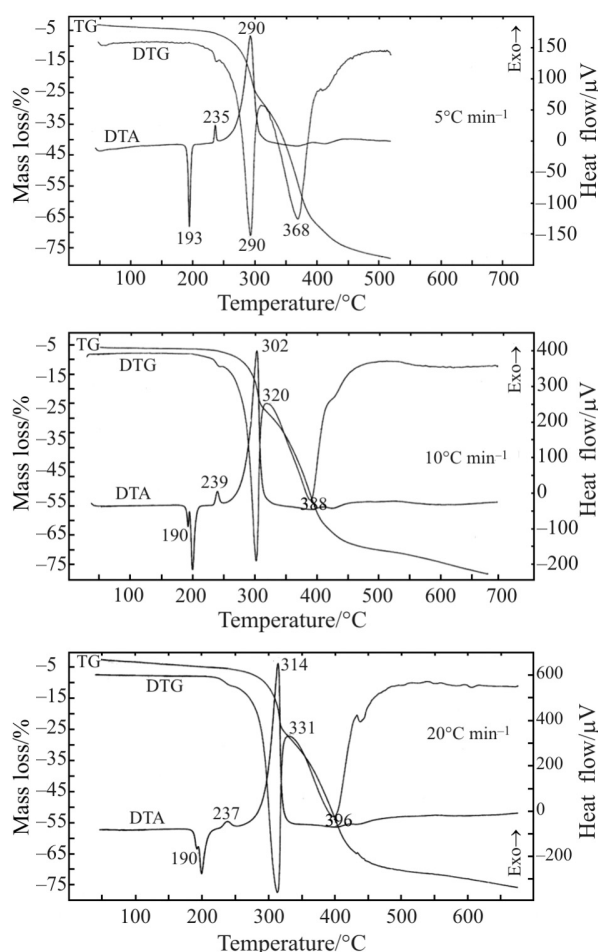 TG
DTG
DTA
290
235
193
290
368
5°C min⁻¹
Exo→
Mass loss/%
−5
−15
−25
−35
−45
−55
−65
−75
150
100
50
0
−50
−100
−150
Heat flow/µV
100 200 300 400 500 600 700
Temperature/°C
TG
DTG
DTA
302
320
239
190
388
10°C min⁻¹
Exo→
Mass loss/%
−5
−15
−25
−35
−45
−55
−65
−75
400
300
200
100
0
−100
−200
Heat flow/µV
100 200 300 400 500 600 700
Temperature/°C
TG
DTG
DTA
314
331
237
190
396
20°C min⁻¹
Exo→
Mass loss/%
−5
−15
−25
−35
−45
−55
−65
−75
600
400
200
0
−200
Heat flow/µV
100 200 300 400 500 600 700
Temperature/°C